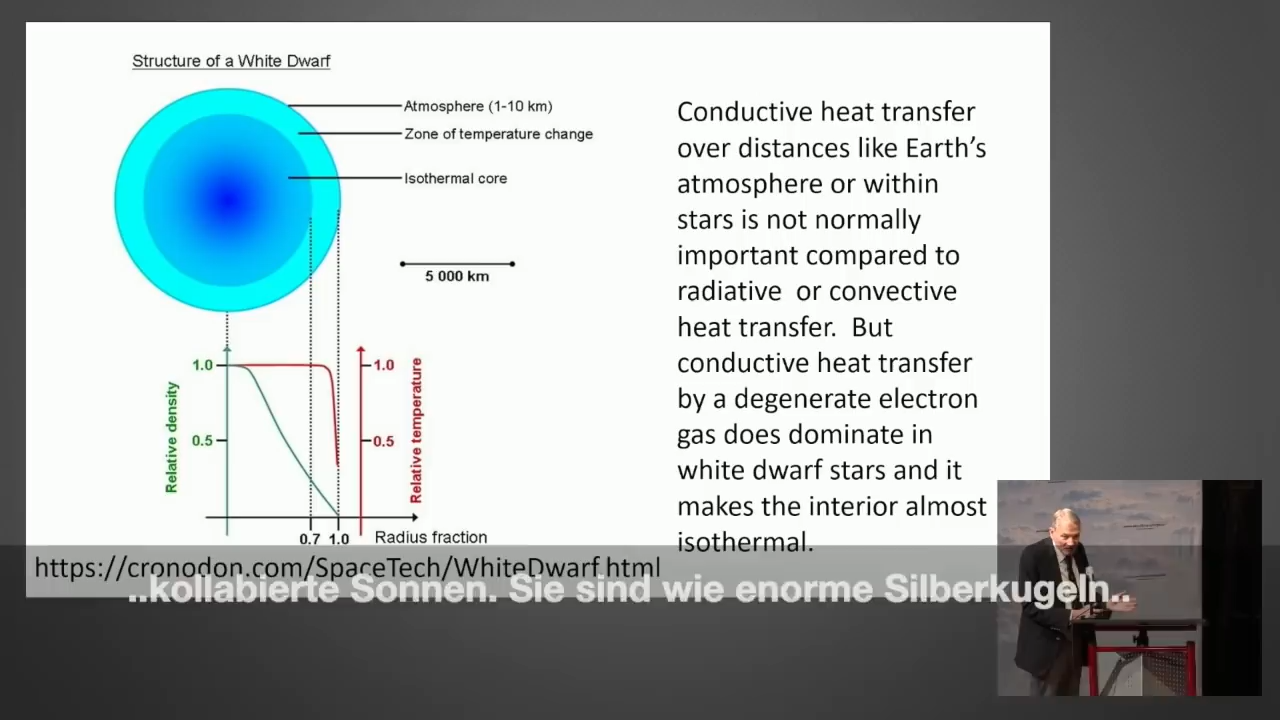 Structure of a White Dwarf
Atmosphere (1-10 km)
Zone of temperature change
Isothermal core
5 000 km
1.0
0.5
Relative density
1.0
0.5
Relative temperature
0.7 1.0
Radius fraction
Conductive heat transfer
over distances like Earth’s
atmosphere or within
stars is not normally
important compared to
radiative or convective
heat transfer. But
conductive heat transfer
by a degenerate electron
gas does dominate in
white dwarf stars and it
makes the interior almost
isothermal.
https://cronodon.com/SpaceTech/WhiteDwarf.html
..kollabierte Sonnen. Sie sind wie enorme Silberkugeln..